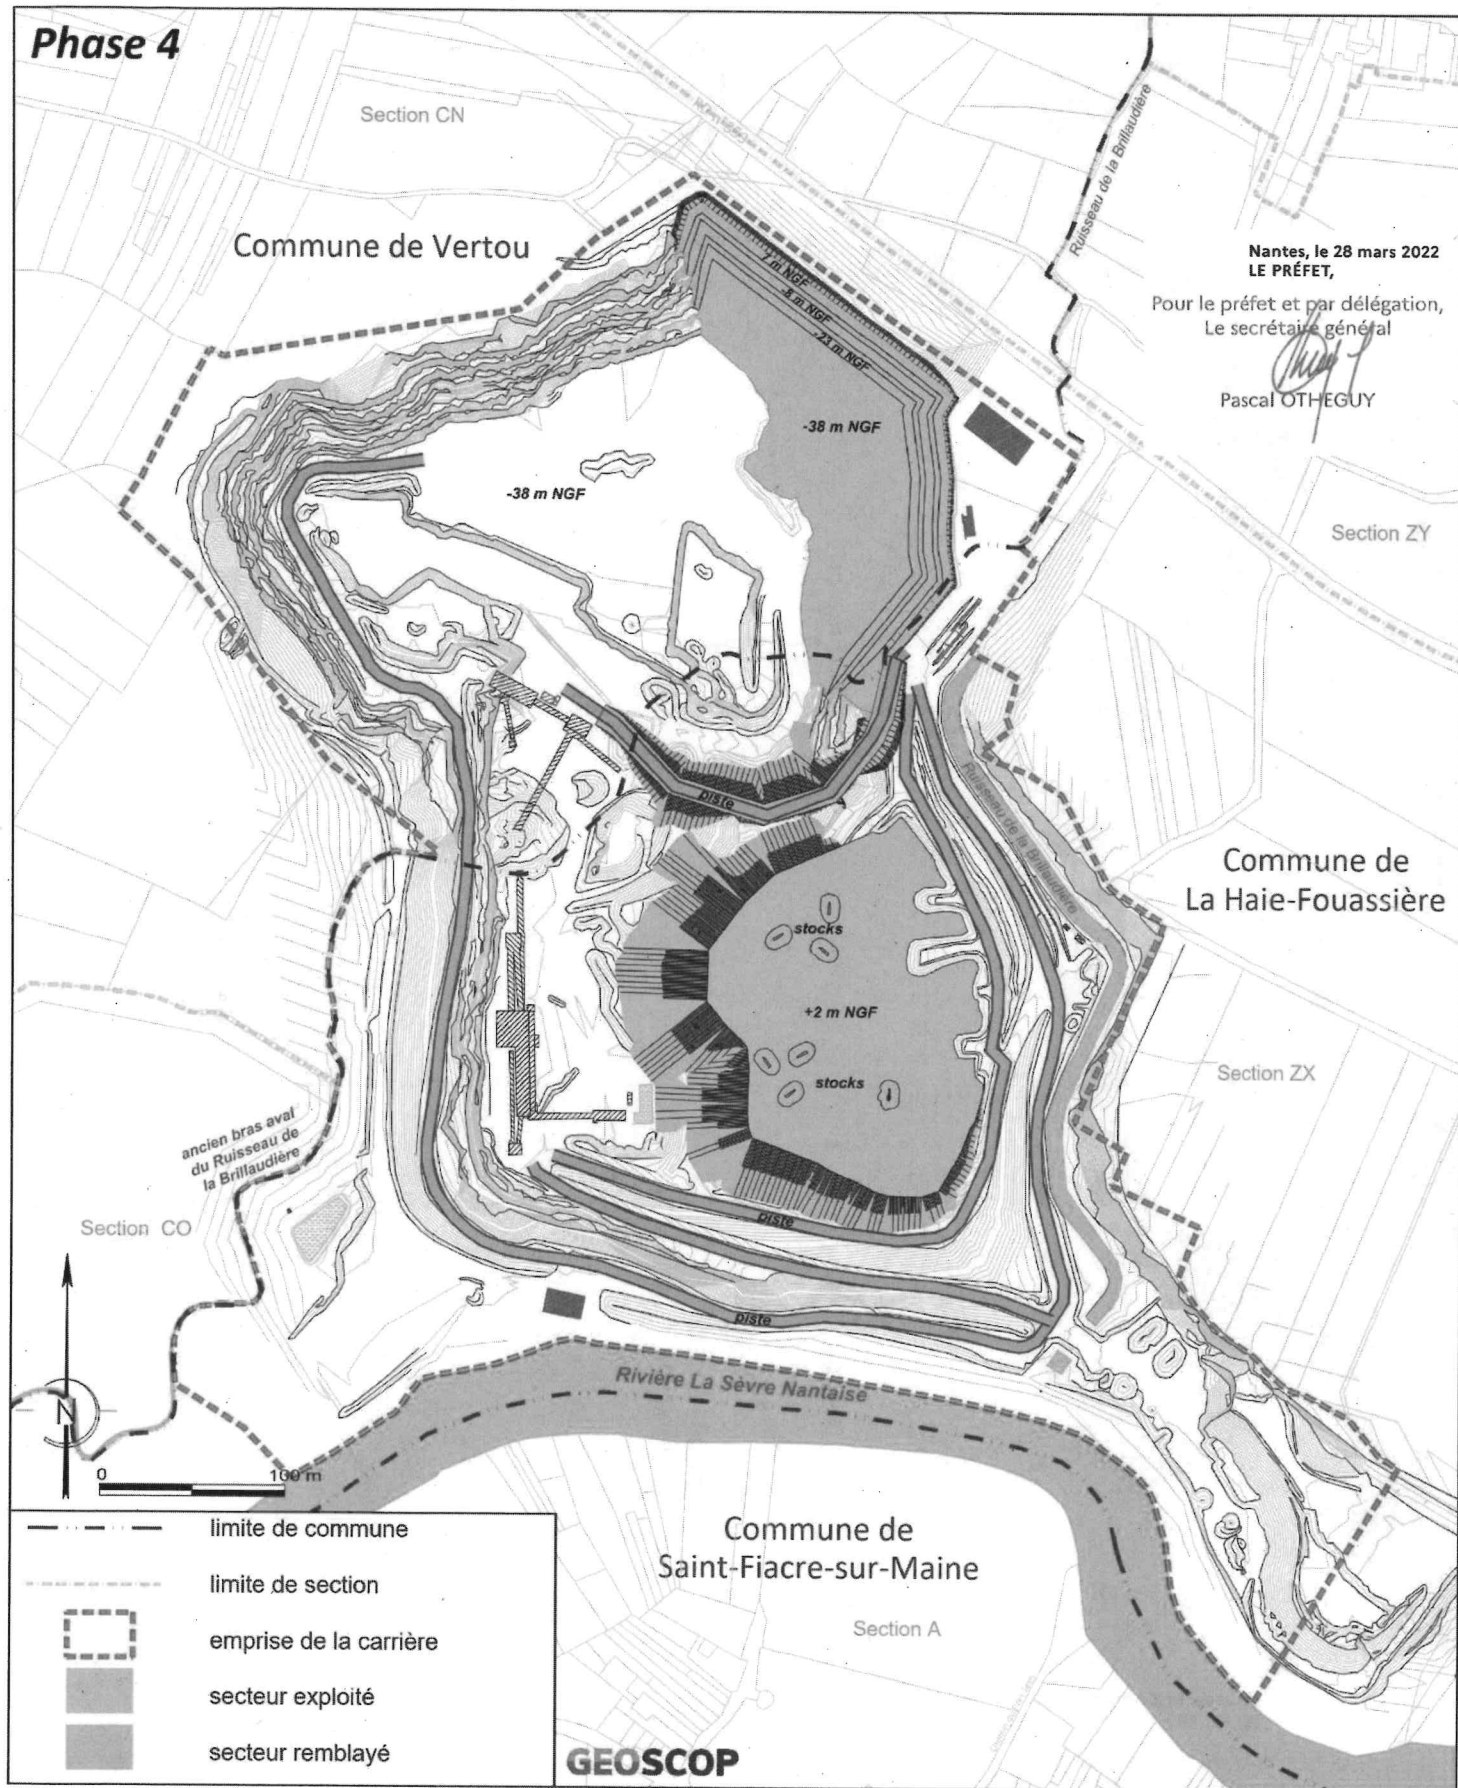 Phase 4
Section CN
Ruisseau de la Brillaudière
Commune de Vertou
Nantes, le 28 mars 2022
LE PRÉFET,
Pour le préfet et par délégation,
Le secrétaire général
Pascal OTHEGUY
7 m NGF
-8 m NGF
-23 m NGF
-38 m NGF
-38 m NGF
Section ZY
piste
Ruisseau de la Brillaudière
Commune de
La Haie-Fouassière
stocks
+2 m NGF
stocks
Section ZX
ancien bras aval
du Ruisseau de
la Brillaudière
Section CO
piste
piste
Rivière La Sèvre Nantaise
N
0
100 m
limite de commune
limite de section
emprise de la carrière
secteur exploité
secteur remblayé
Commune de
Saint-Fiacre-sur-Maine
Section A
GEOSCOP